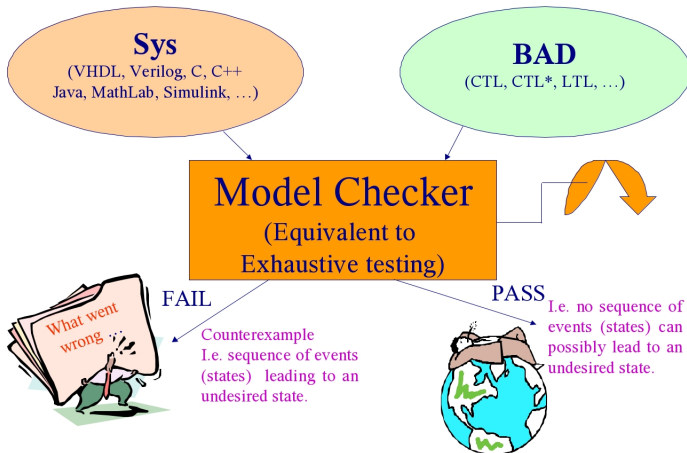 Sys
(VHDL, Verilog, C, C++
Java, MathLab, Simulink, …)
BAD
(CTL, CTL*, LTL, …)
Model Checker
(Equivalent to
Exhaustive testing)
FAIL
What went
wrong
Counterexample
I.e. sequence of events
(states) leading to an
undesired state.
PASS
I.e. no sequence of
events (states) can
possibly lead to an
undesired state.